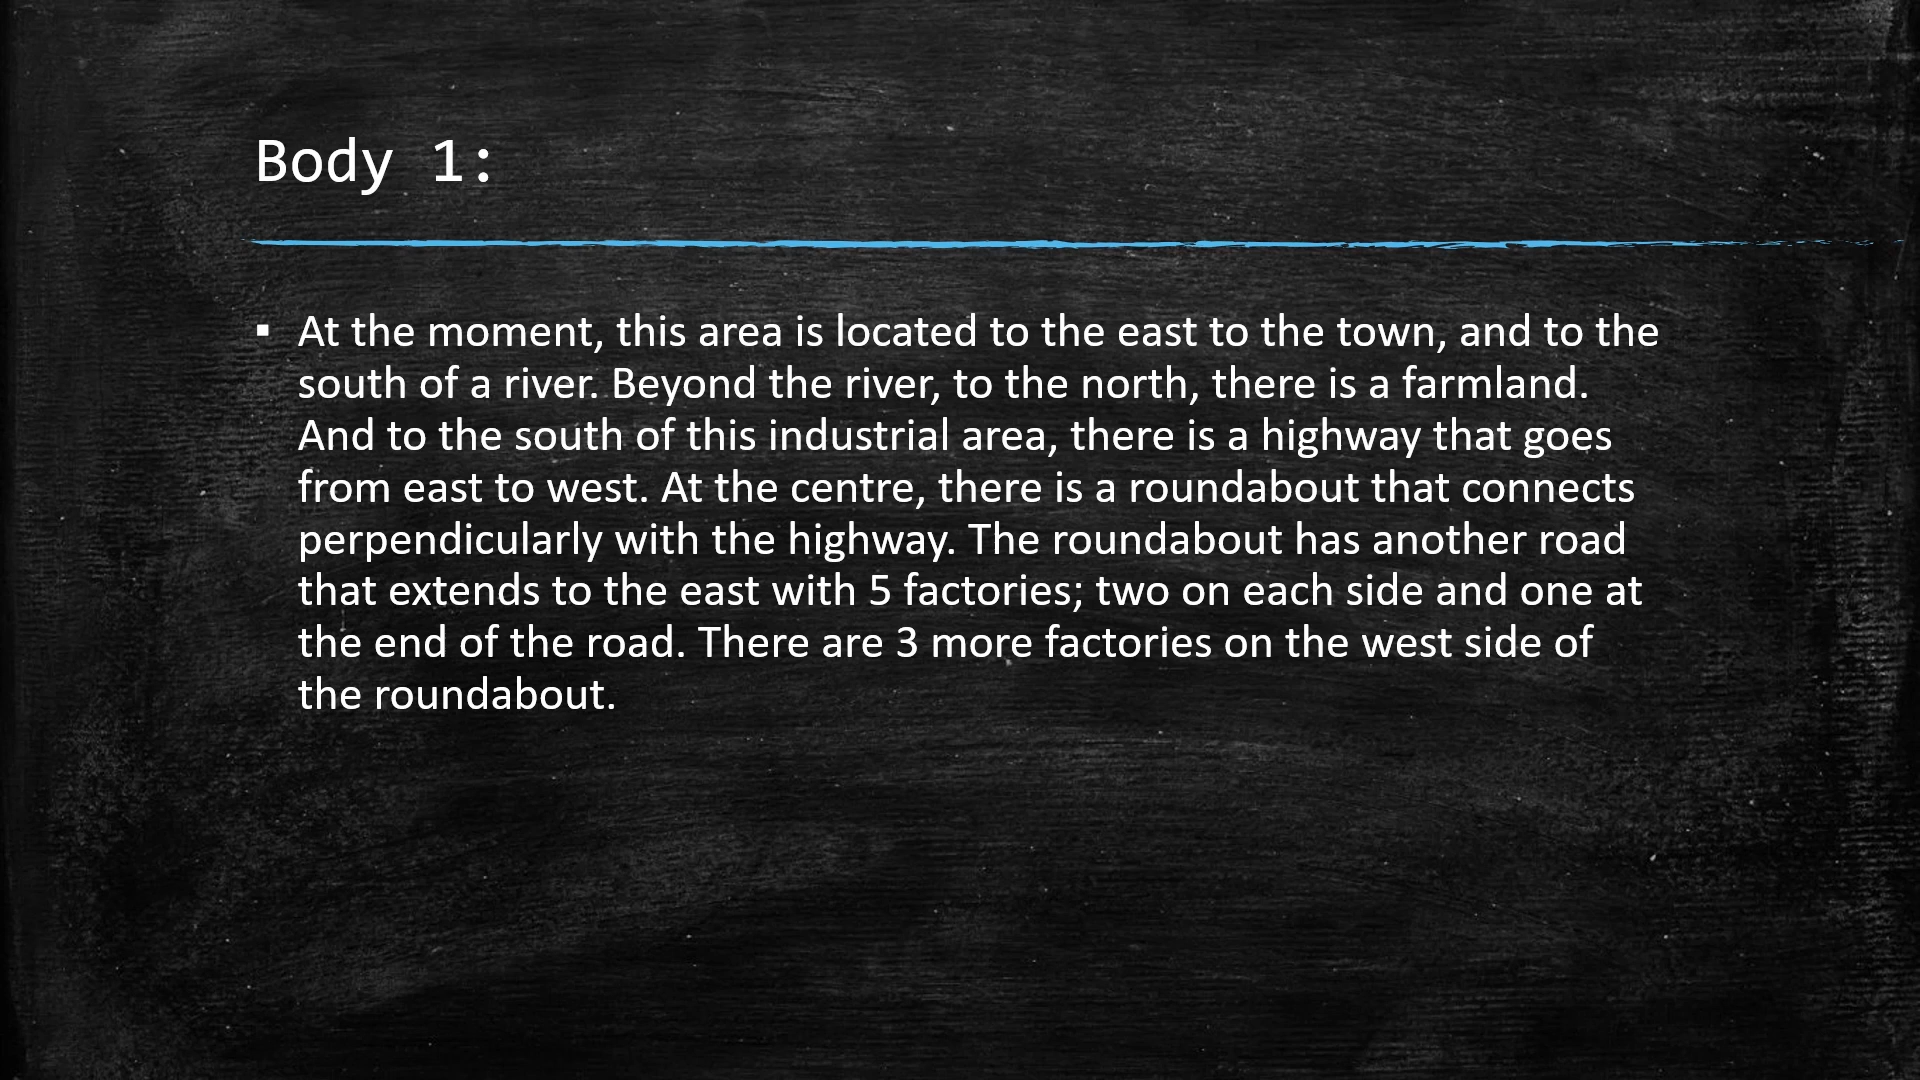 Body 1:
▪ At the moment, this area is located to the east to the town, and to the
south of a river. Beyond the river, to the north, there is a farmland.
And to the south of this industrial area, there is a highway that goes
from east to west. At the centre, there is a roundabout that connects
perpendicularly with the highway. The roundabout has another road
that extends to the east with 5 factories; two on each side and one at
the end of the road. There are 3 more factories on the west side of
the roundabout.